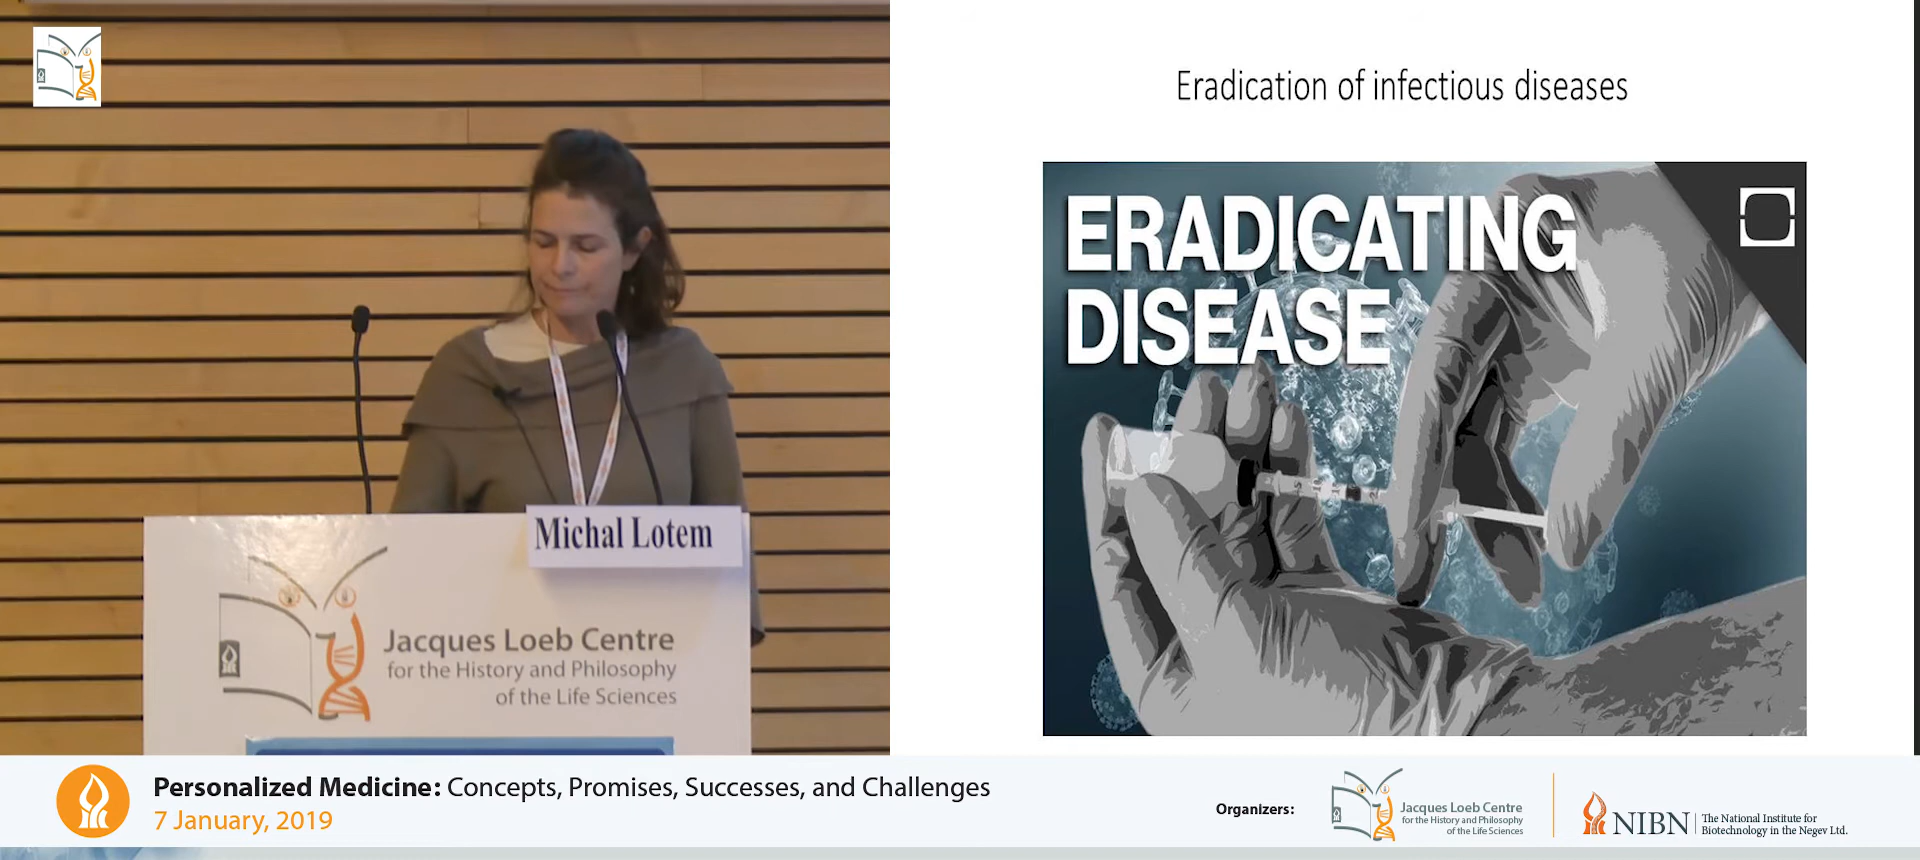 Eradication of infectious diseases
ERADICATING
DISEASE
Michal Lotem
Jacques Loeb Centre
for the History and Philosophy
of the Life Sciences
Personalized Medicine: Concepts, Promises, Successes, and Challenges
7 January, 2019
Organizers:
Jacques Loeb Centre
for the History and Philosophy
of the Life Sciences
NIBN
The National Institute for
Biotechnology in the Negev Ltd.